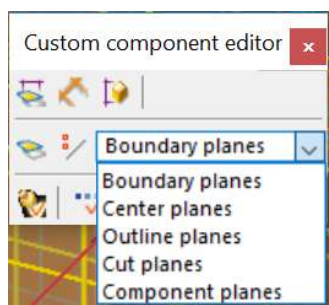 Custom component editor
Boundary planes
Boundary planes
Center planes
Outline planes
Cut planes
Component planes